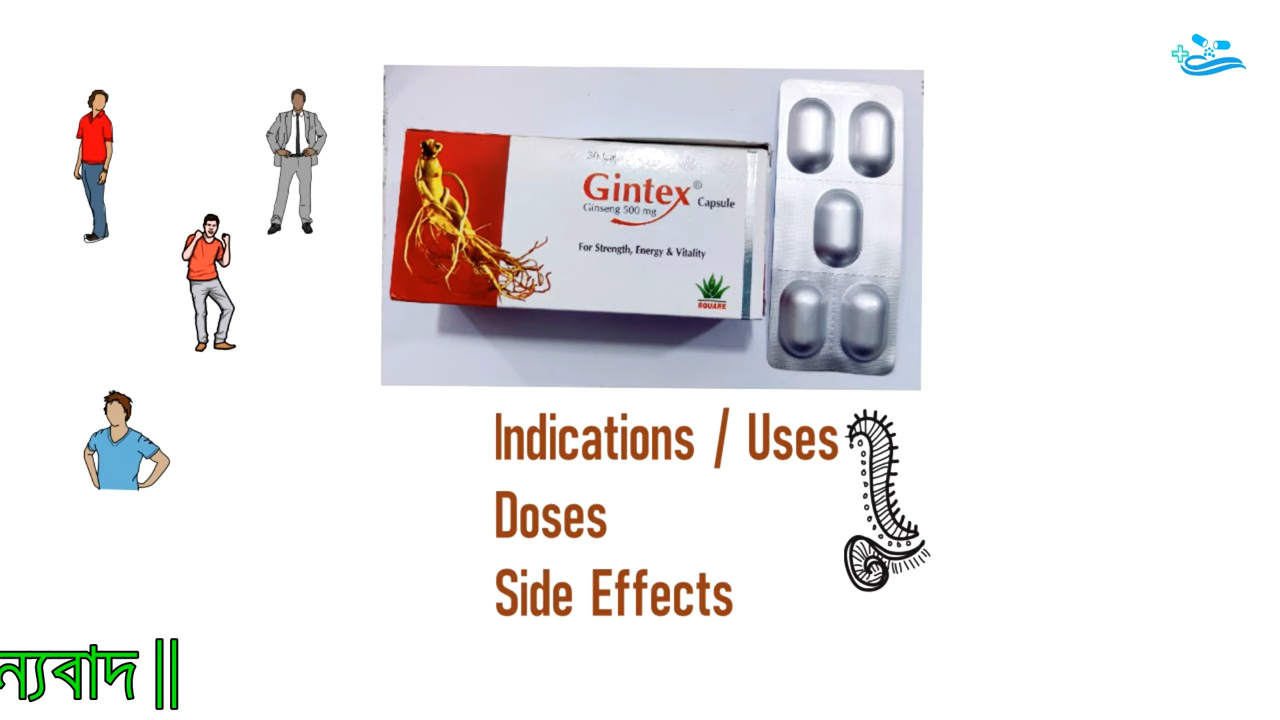 Gintex® Capsule
Ginseng 500 mg
For Strength, Energy & Vitality
SQUARE
Indications / Uses
Doses
Side Effects
ন্যবাদ ||